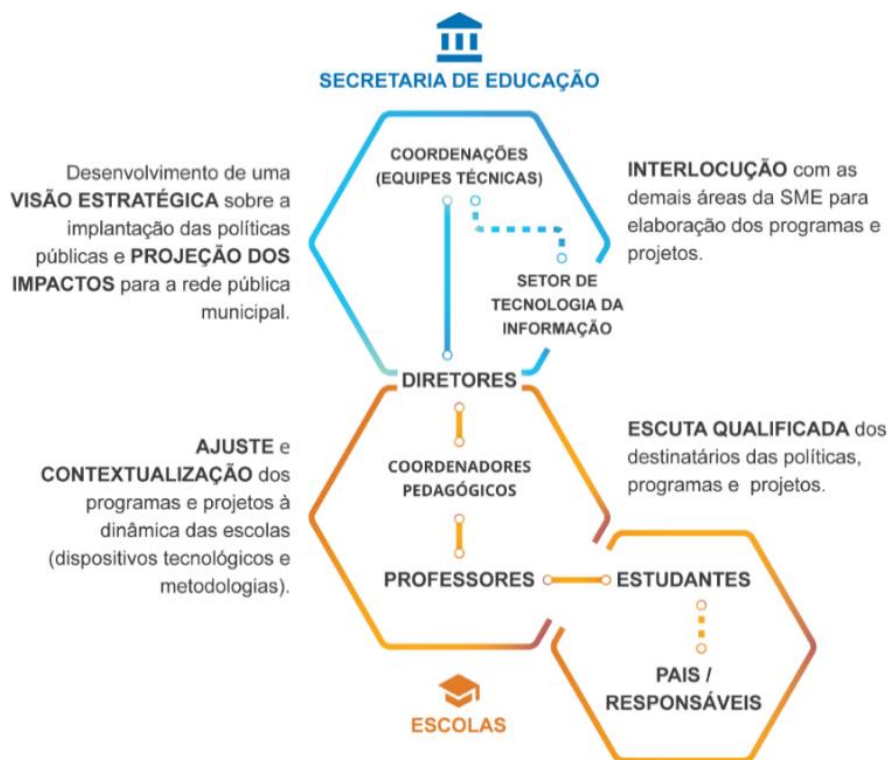 SECRETARIA DE EDUCAÇÃO
COORDENAÇÕES
(EQUIPES TÉCNICAS)
Desenvolvimento de uma
VISÃO ESTRATÉGICA sobre a
implantação das políticas
públicas e PROJEÇÃO DOS
IMPACTOS para a rede pública
municipal.
INTERLOCUÇÃO com as
demais áreas da SME para
elaboração dos programas e
projetos.
SETOR DE
TECNOLOGIA DA
INFORMAÇÃO
DIRETORES
AJUSTE e
CONTEXTUALIZAÇÃO dos
programas e projetos à
dinâmica das escolas
(dispositivos tecnológicos e
metodologias).
COORDENADORES
PEDAGÓGICOS
ESCUTA QUALIFICADA dos
destinatários das políticas,
programas e projetos.
PROFESSORES
ESTUDANTES
PAIS /
RESPONSÁVEIS
ESCOLAS